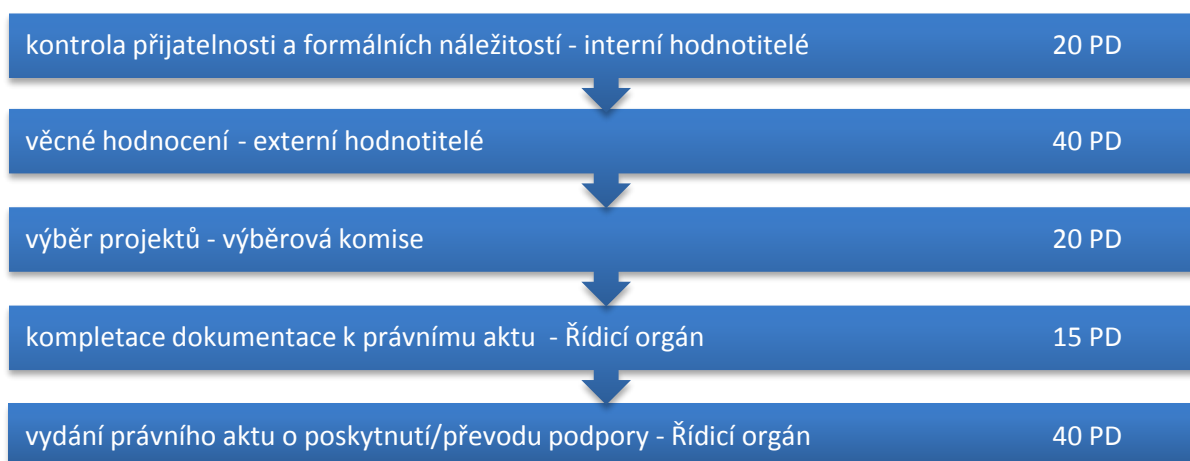 kontrola přijatelnosti a formálních náležitostí - interní hodnotitelé 20 PD
věcné hodnocení - externí hodnotitelé 40 PD
výběr projektů - výběrová komise 20 PD
kompletace dokumentace k právnímu aktu - Řídicí orgán 15 PD
vydání právního aktu o poskytnutí/převodu podpory - Řídicí orgán 40 PD